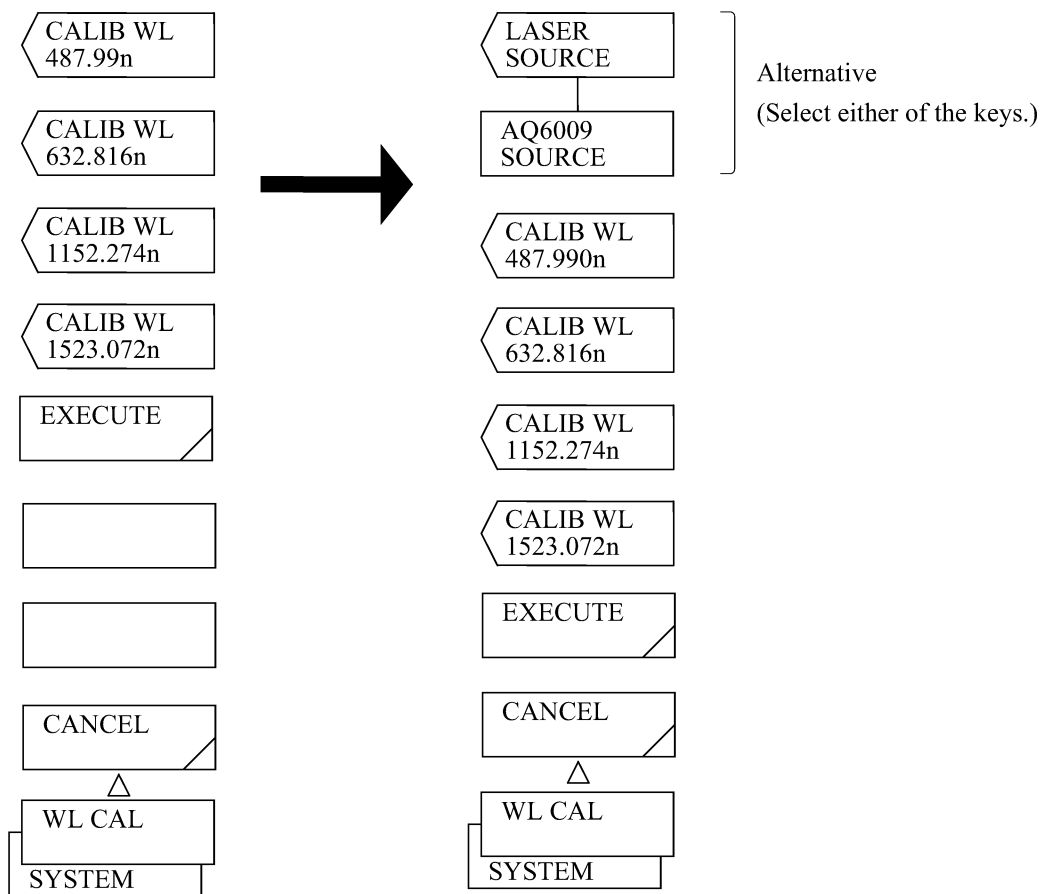 CALIB WL
487.99n
CALIB WL
632.816n
CALIB WL
1152.274n
CALIB WL
1523.072n
EXECUTE
CANCEL
WL CAL
SYSTEM
LASER
SOURCE
AQ6009
SOURCE
CALIB WL
487.990n
CALIB WL
632.816n
CALIB WL
1152.274n
CALIB WL
1523.072n
EXECUTE
CANCEL
WL CAL
SYSTEM
Alternative
(Select either of the keys.)